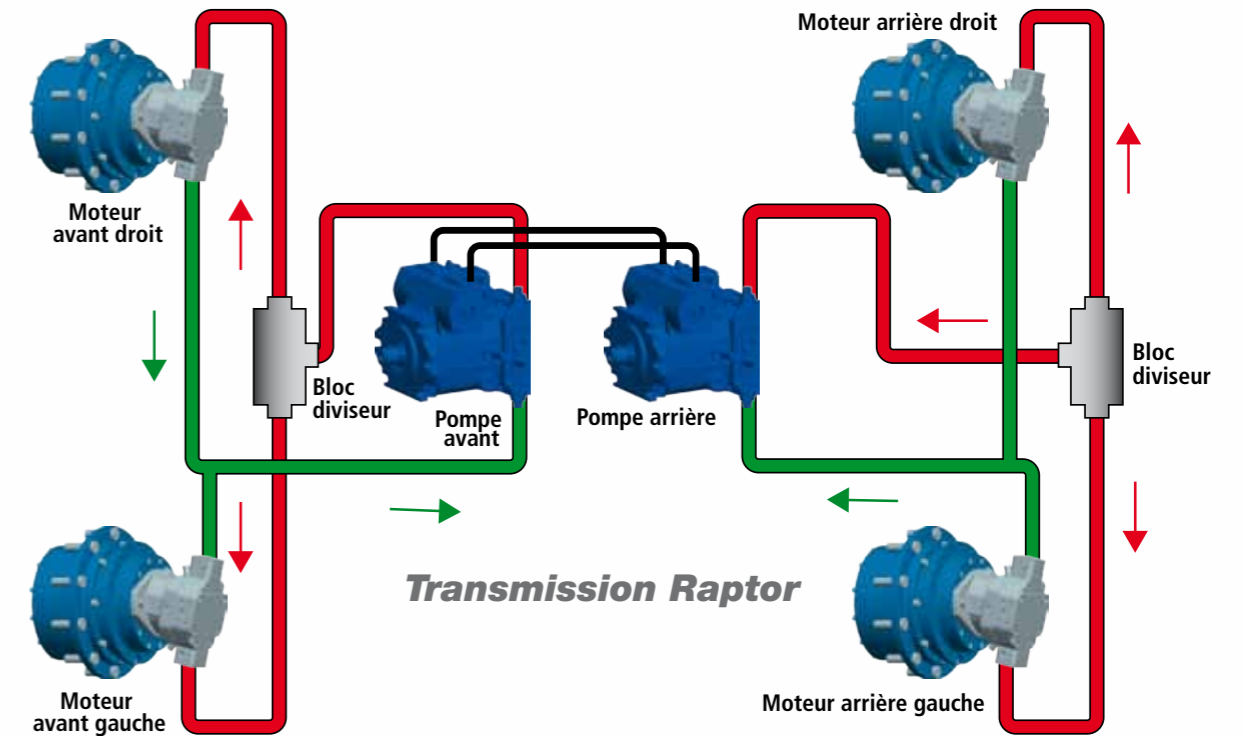 Moteur arrière droit
Moteur
avant droit
Bloc
diviseur
Pompe
avant
Pompe arrière
Bloc
diviseur
Transmission Raptor
Moteur
avant gauche
Moteur arrière gauche